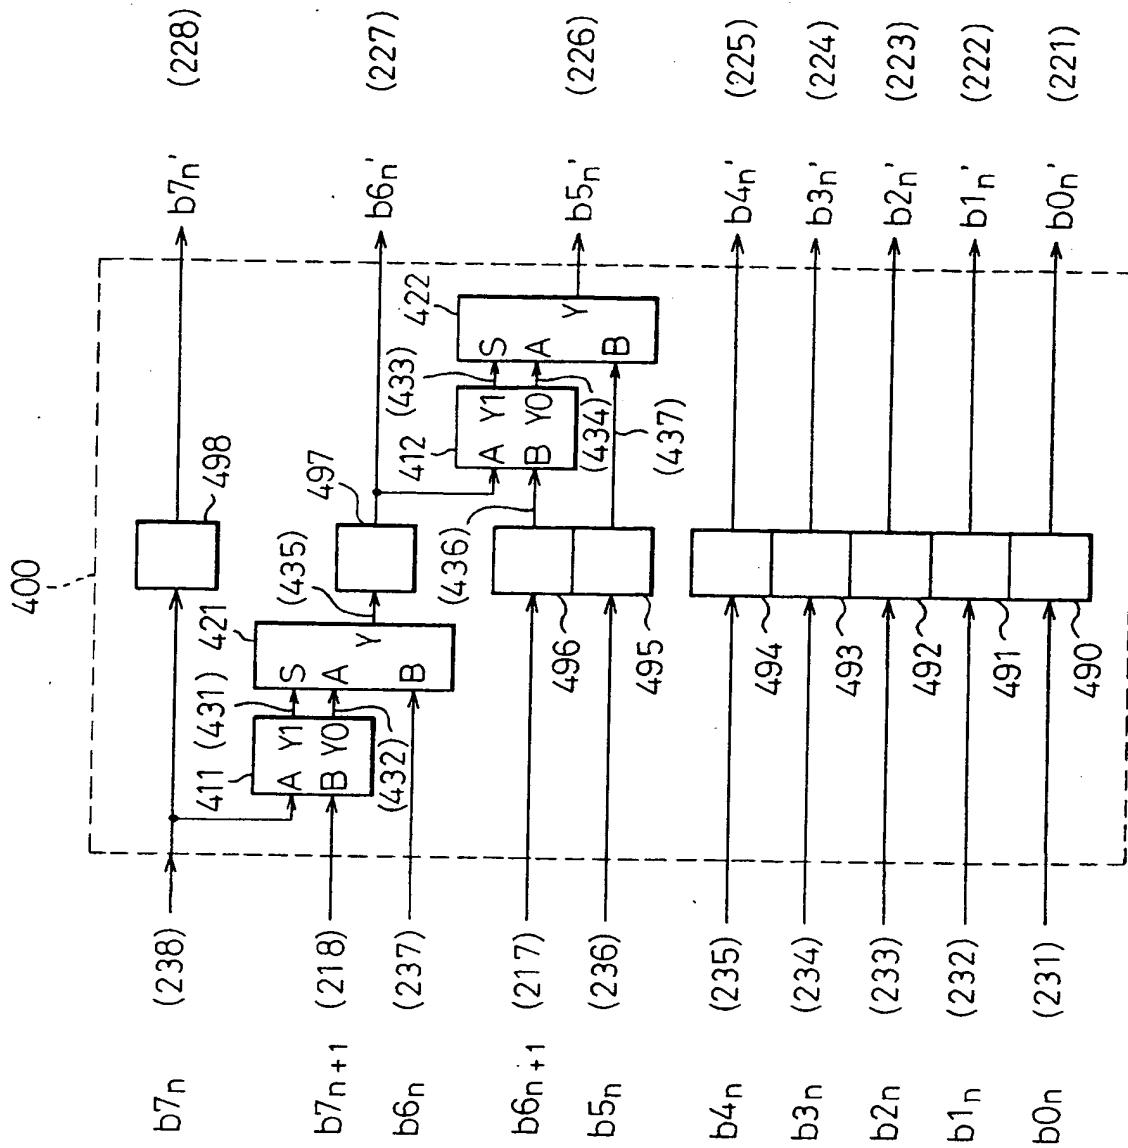 400
b7n (238) 498 b7n' (228)
411 (431) 421 (435) 497
A Y1 S
B Y0 A Y
B
(432)
b7n+1 (218)
b6n (237) b6n' (227)
(436) 412 (433) 422
A Y1 S
B Y0 A Y
B
(434)
(437)
b6n+1 (217) 496
b5n (236) 495 b5n' (226)
b4n (235) 494 b4n' (225)
b3n (234) 493 b3n' (224)
b2n (233) 492 b2n' (223)
b1n (232) 491 b1n' (222)
b0n (231) 490 b0n' (221)